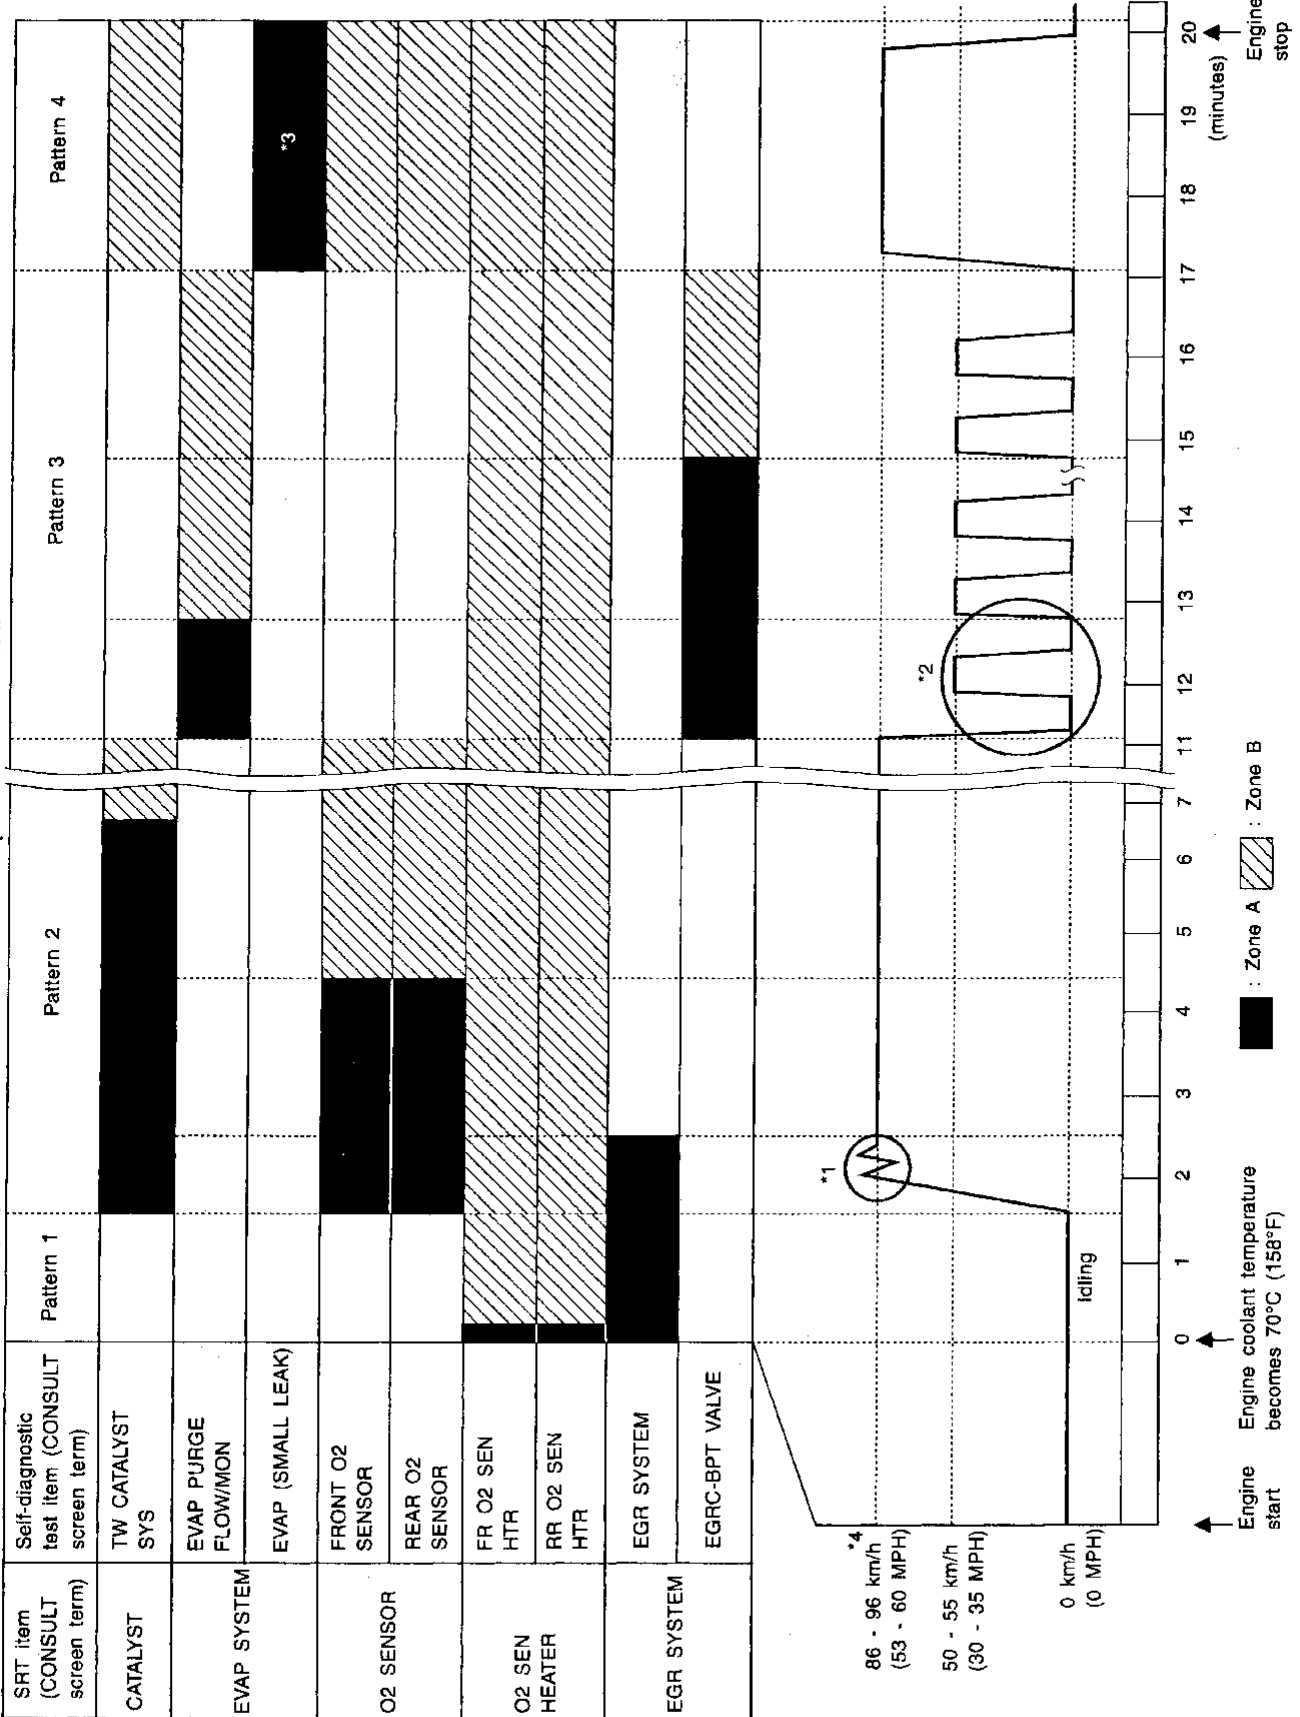 SRT item
(CONSULT
screen term)
Self-diagnostic
test item (CONSULT
screen term)
Pattern 1
Pattern 2
Pattern 3
Pattern 4
CATALYST
TW CATALYST
SYS
EVAP SYSTEM
EVAP PURGE
FLOW/MON
EVAP (SMALL LEAK)
*3
O2 SENSOR
FRONT O2
SENSOR
REAR O2
SENSOR
O2 SEN
HEATER
FR O2 SEN
HTR
RR O2 SEN
HTR
EGR SYSTEM
EGR SYSTEM
EGRC-BPT VALVE
*4
86 - 96 km/h
(53 - 60 MPH)
50 - 55 km/h
(30 - 35 MPH)
0 km/h
(0 MPH)
*1
*2
Idling
0 1 2 3 4 5 6 7 11 12 13 14 15 16 17 18 19 20
(minutes)
Engine
start
Engine coolant temperature
becomes 70°C (158°F)
Engine
stop
: Zone A
: Zone B